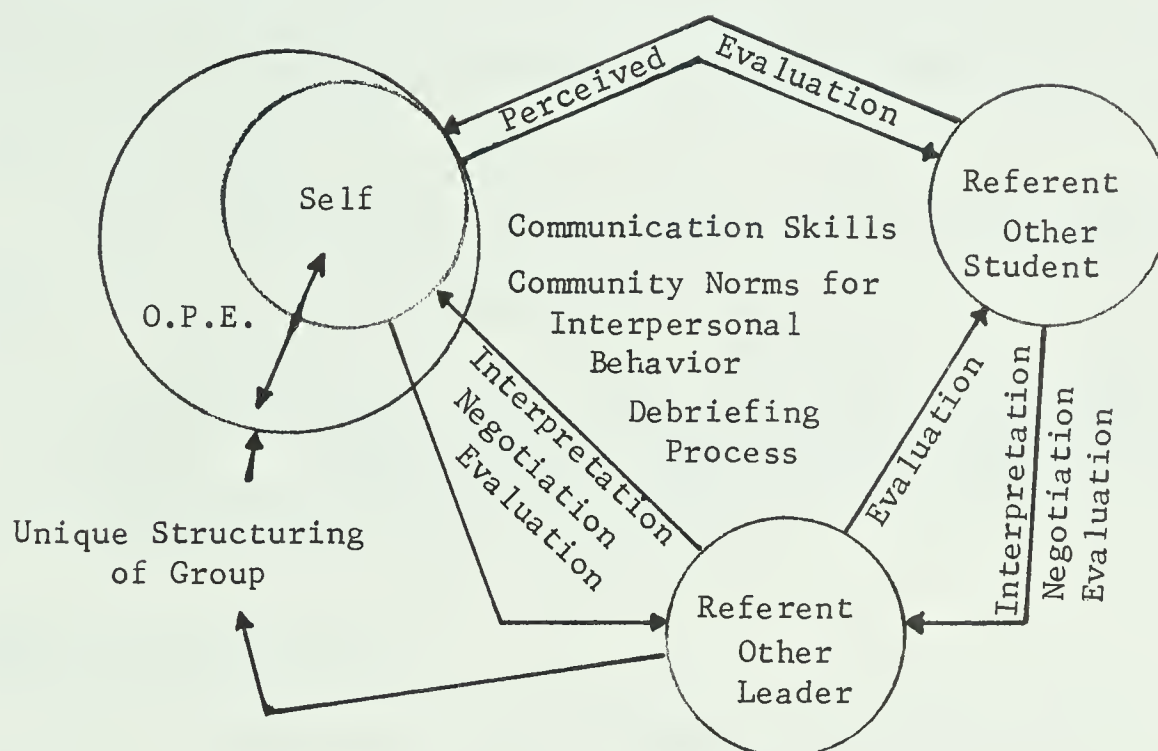 Perceived
Evaluation
Self
O.P.E.
Referent
Other
Student
Communication Skills
Community Norms for
Interpersonal
Behavior
Debriefing
Process
Interpretation
Negotiation
Evaluation
Evaluation
Interpretation
Negotiation
Evaluation
Unique Structuring
of Group
Referent
Other
Leader